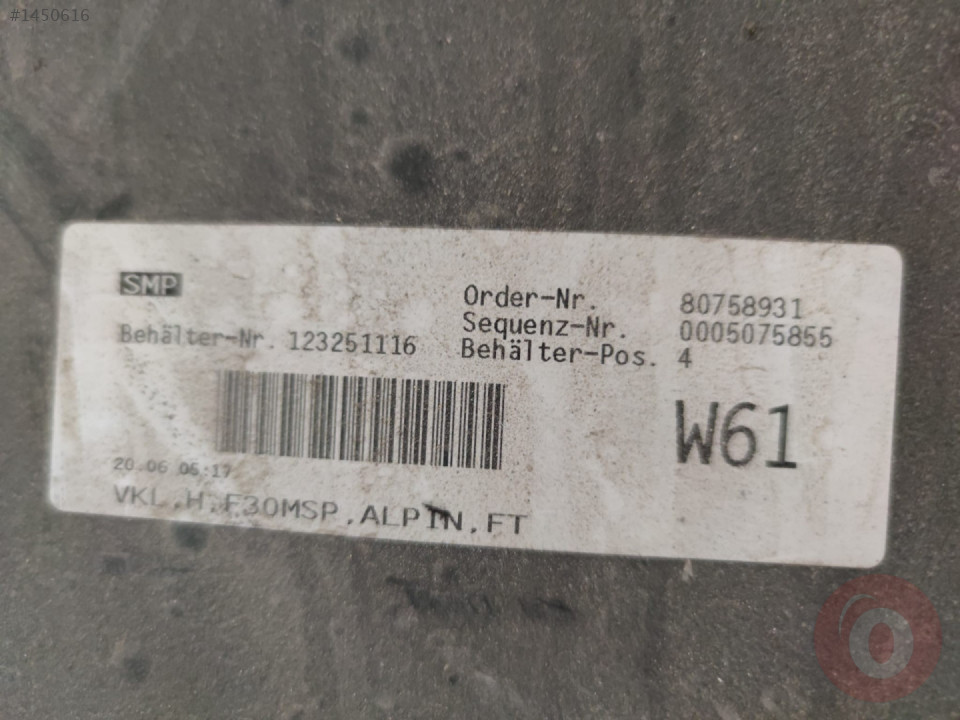 #1450616
SMP
Order-Nr. 80758931
Sequenz-Nr. 0005075855
Behälter-Nr. 123251116
Behälter-Pos. 4
W61
20.06 06:17
VKL.H.F30MSP.ALPIN.FT
O